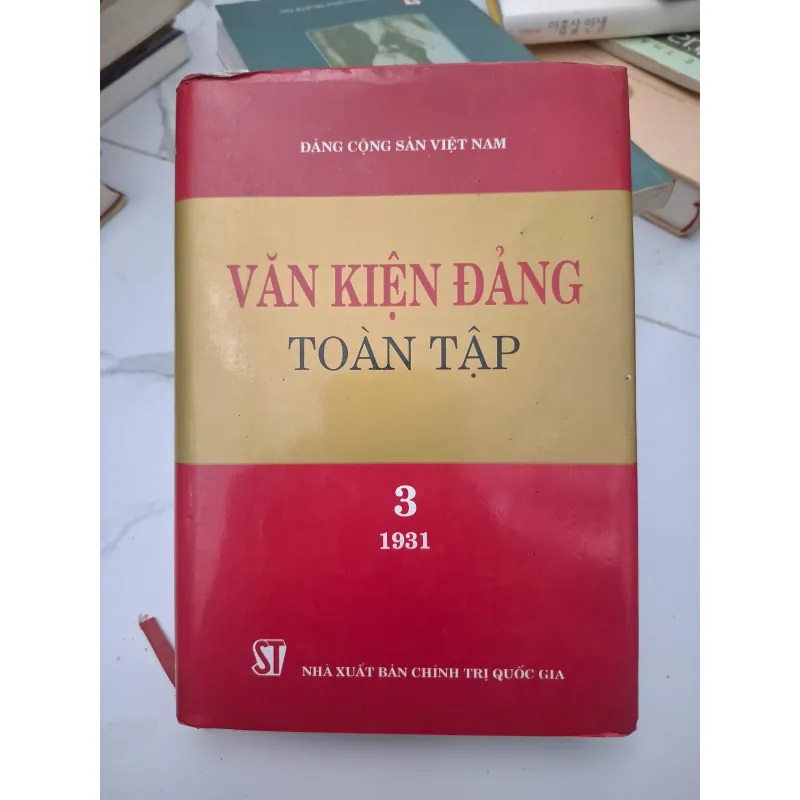 ĐẢNG CỘNG SẢN VIỆT NAM
VĂN KIỆN ĐẢNG
TOÀN TẬP
3
1931
ST
NHÀ XUẤT BẢN CHÍNH TRỊ QUỐC GIA